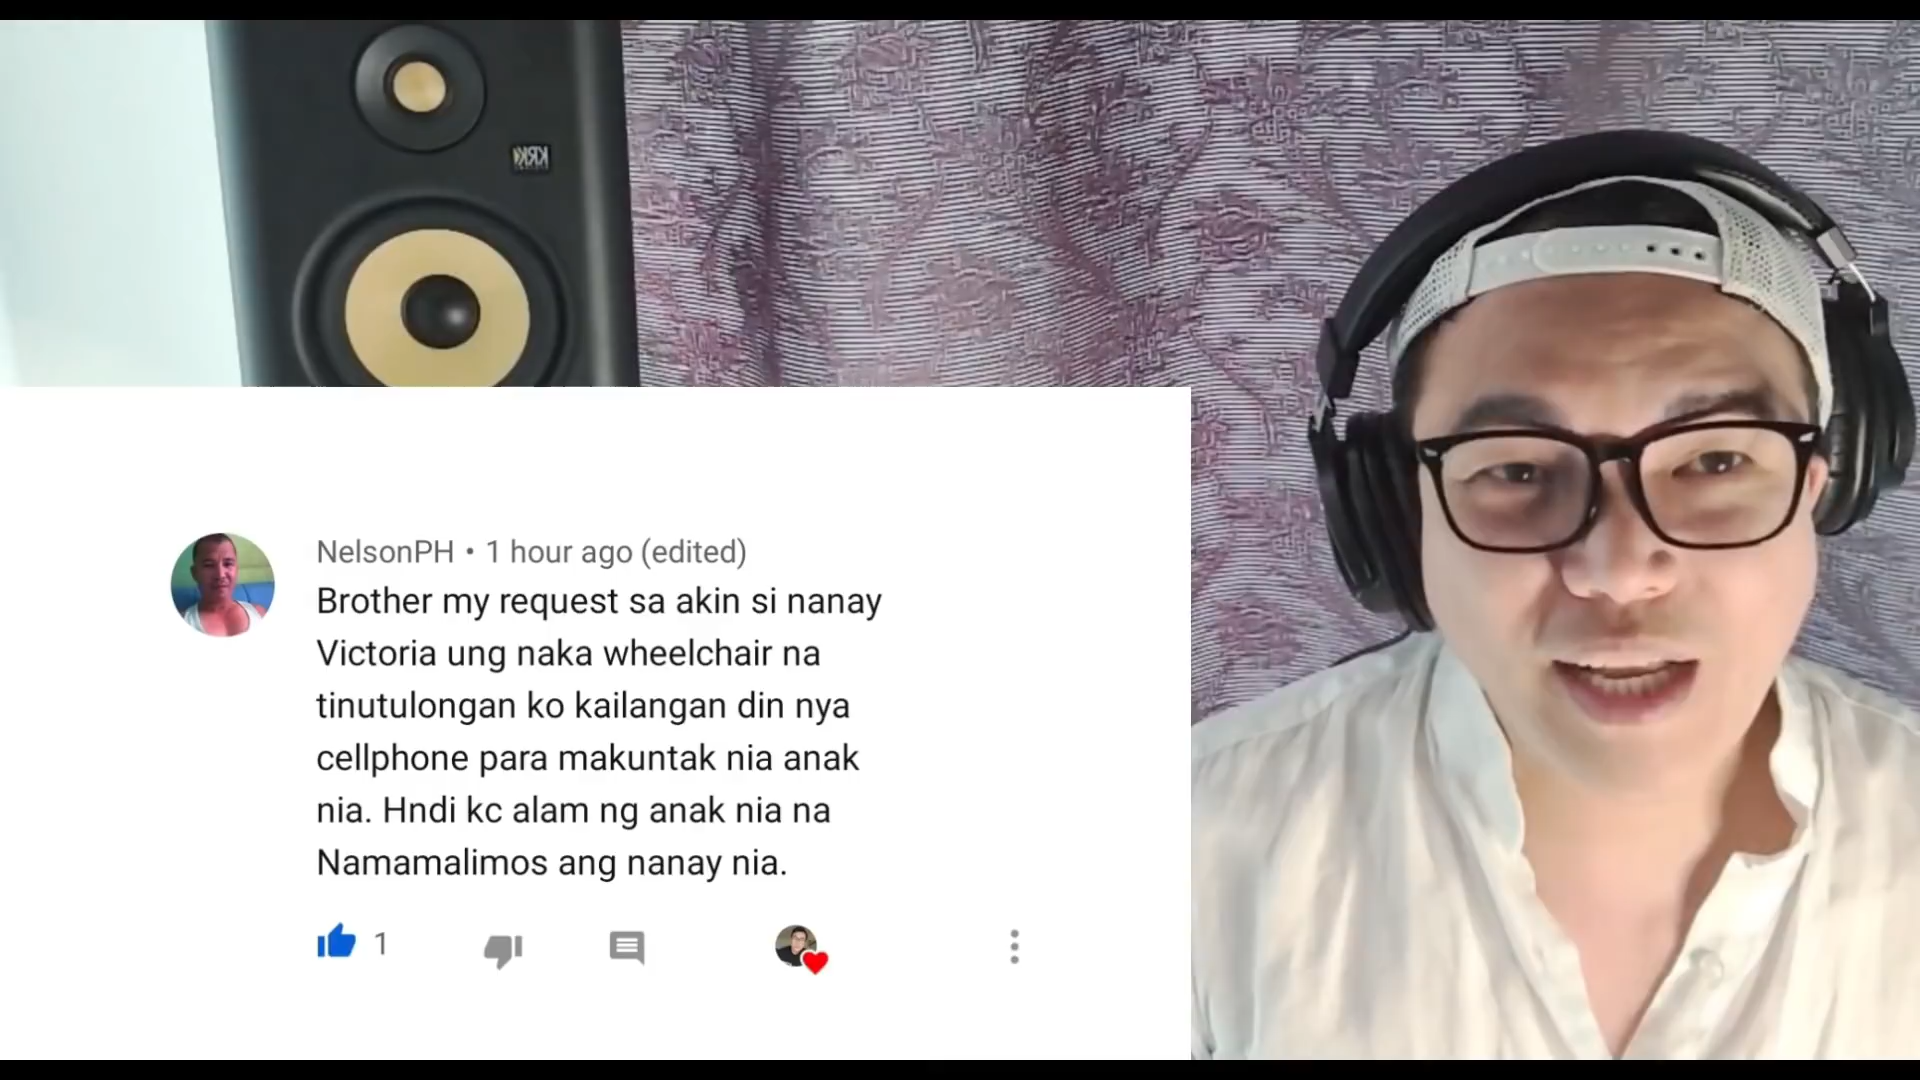 KRK
NelsonPH • 1 hour ago (edited)
Brother my request sa akin si nanay
Victoria ung naka wheelchair na
tinutulongan ko kailangan din nya
cellphone para makuntak nia anak
nia. Hndi kc alam ng anak nia na
Namamalimos ang nanay nia.
1